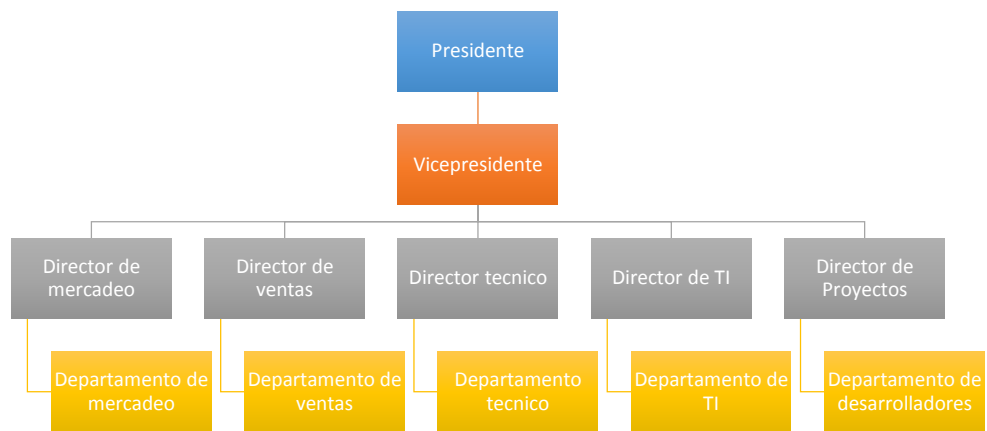 Presidente
Vicepresidente
Director de
mercadeo
Director de
ventas
Director tecnico
Director de TI
Director de
Proyectos
Departamento de
mercadeo
Departamento de
ventas
Departamento
tecnico
Departamento de
TI
Departamento de
desarrolladores